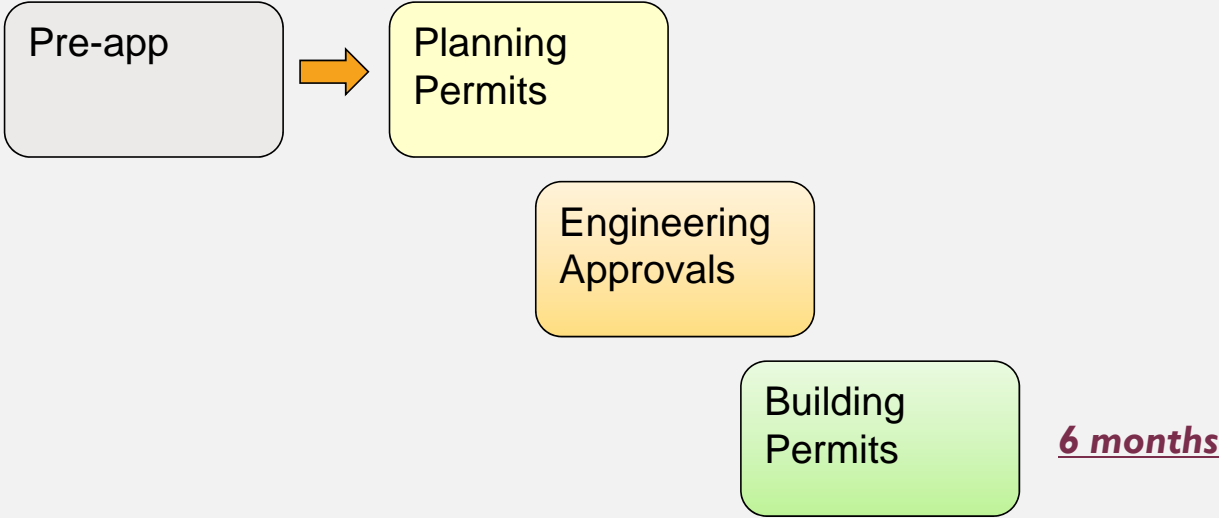 Pre-app
Planning
Permits
Engineering
Approvals
Building
Permits
6 months